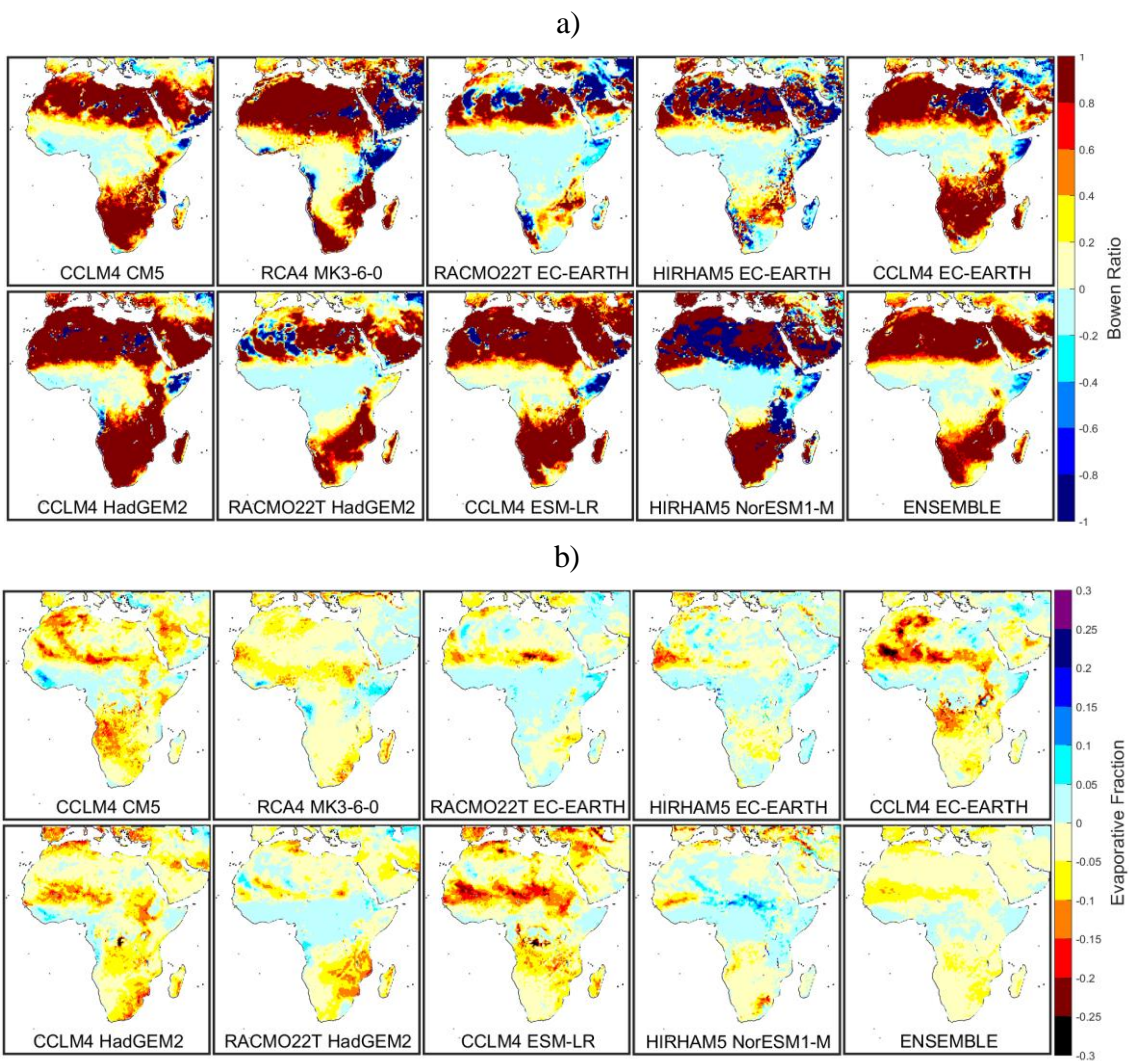 a)
CCLM4 CM5
RCA4 MK3-6-0
RACMO22T EC-EARTH
HIRHAM5 EC-EARTH
CCLM4 EC-EARTH
CCLM4 HadGEM2
RACMO22T HadGEM2
CCLM4 ESM-LR
HIRHAM5 NorESM1-M
ENSEMBLE
1
0.8
0.6
0.4
0.2
0
-0.2
-0.4
-0.6
-0.8
-1
Bowen Ratio
b)
CCLM4 CM5
RCA4 MK3-6-0
RACMO22T EC-EARTH
HIRHAM5 EC-EARTH
CCLM4 EC-EARTH
CCLM4 HadGEM2
RACMO22T HadGEM2
CCLM4 ESM-LR
HIRHAM5 NorESM1-M
ENSEMBLE
0.3
0.25
0.2
0.15
0.1
0.05
0
-0.05
-0.1
-0.15
-0.2
-0.25
-0.3
Evaporative Fraction